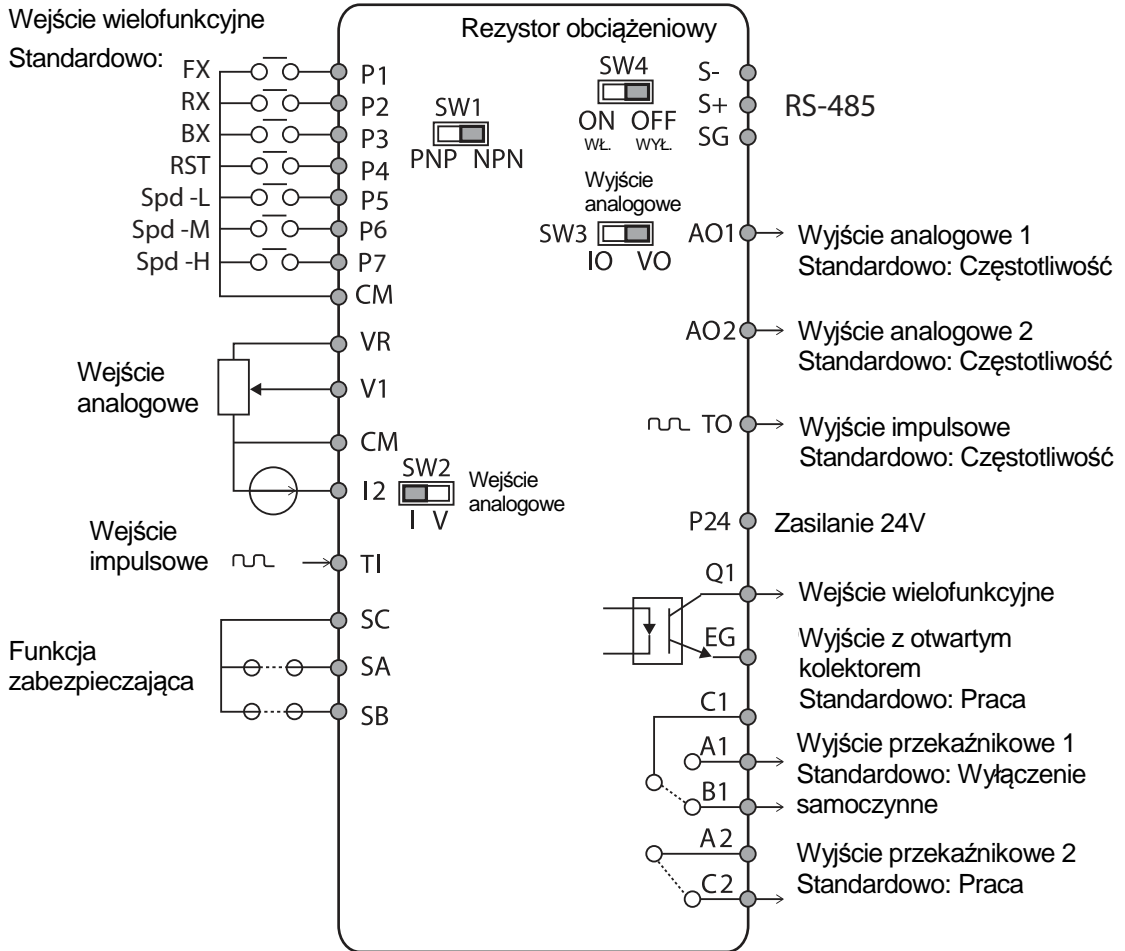 Wejście wielofunkcyjne
Standardowo:
FX
RX
BX
RST
Spd -L
Spd -M
Spd -H
P1
P2
P3
P4
P5
P6
P7
CM
SW1
PNP NPN
Rezystor obciążeniowy
SW4
ON OFF
WŁ. WYŁ.
S-
S+
SG
RS-485
Wyjście
analogowe
SW3
IO VO
AO1
Wyjście analogowe 1
Standardowo: Częstotliwość
AO2
Wyjście analogowe 2
Standardowo: Częstotliwość
TO
Wyjście impulsowe
Standardowo: Częstotliwość
Wejście
analogowe
VR
V1
CM
I2
SW2
I V
Wejście
analogowe
Wejście
impulsowe
TI
P24
Zasilanie 24V
Q1
Wejście wielofunkcyjne
EG
Wyjście z otwartym
kolektorem
Standardowo: Praca
Funkcja
zabezpieczająca
SC
SA
SB
C1
A1
B1
Wyjście przekaźnikowe 1
Standardowo: Wyłączenie
samoczynne
A2
C2
Wyjście przekaźnikowe 2
Standardowo: Praca